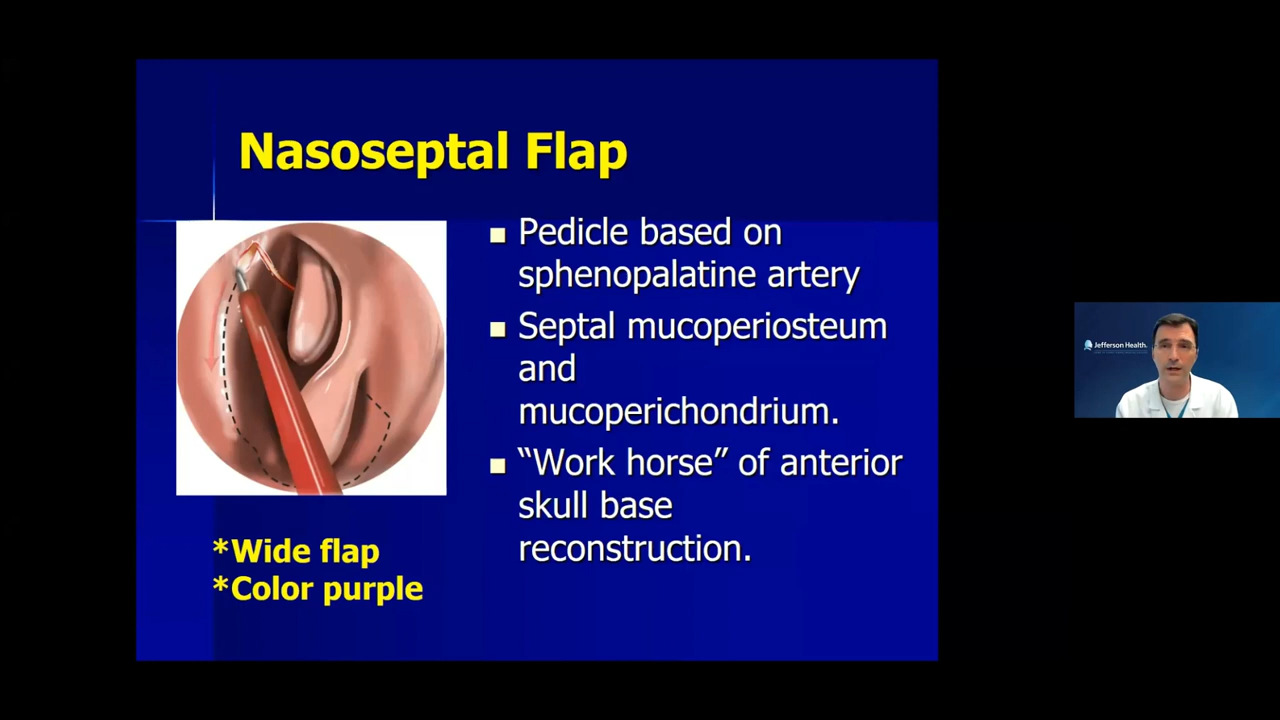 Nasoseptal Flap
■ Pedicle based on
sphenopalatine artery
■ Septal mucoperiosteum
and
mucoperichondrium.
■ “Work horse” of anterior
skull base
reconstruction.
*Wide flap
*Color purple
Jefferson Health.